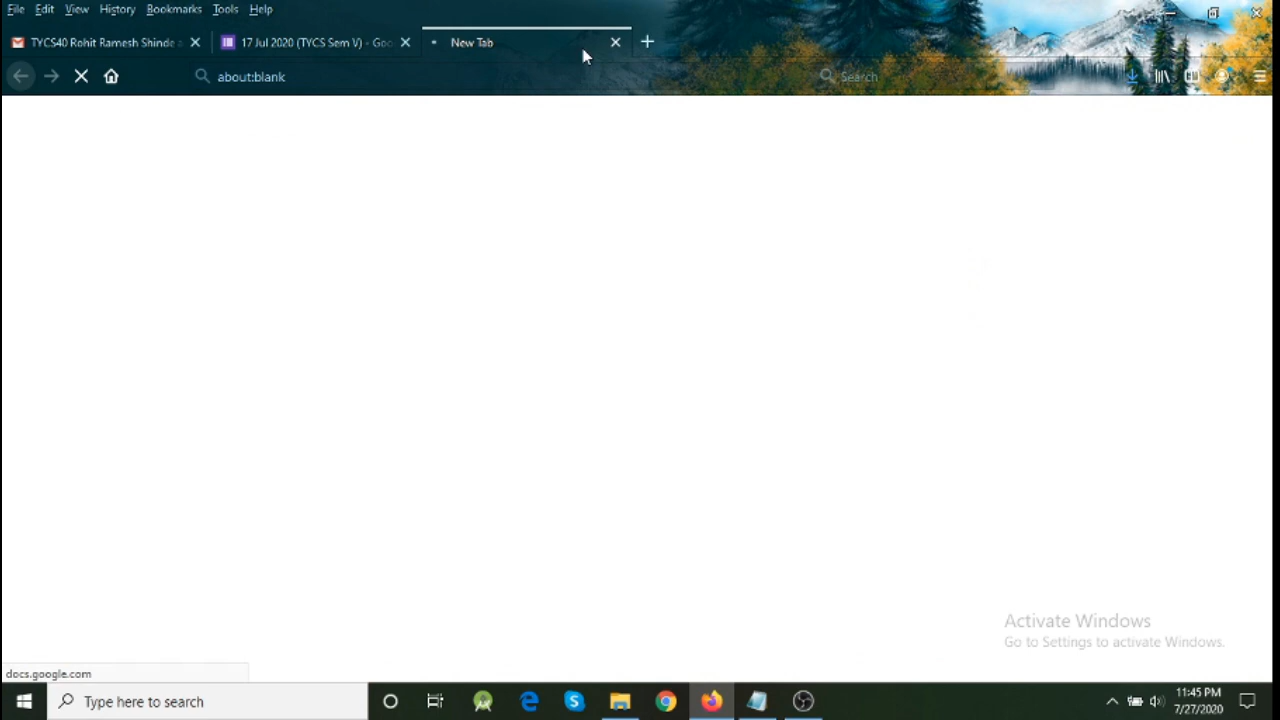 File Edit View History Bookmarks Tools Help
TYCS40 Rohit Ramesh Shinde 17 Jul 2020 (TYCS Sem V) - Goo New Tab
about:blank Search
Activate Windows
Go to Settings to activate Windows.
docs.google.com
Type here to search 11:45 PM
7/27/2020